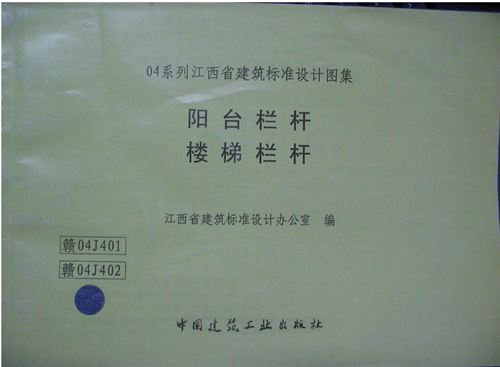 04系列江西省建筑标准设计图集
阳台栏杆
楼梯栏杆
江西省建筑标准设计办公室 编
赣04J401
赣04J402
中国建筑工业出版社